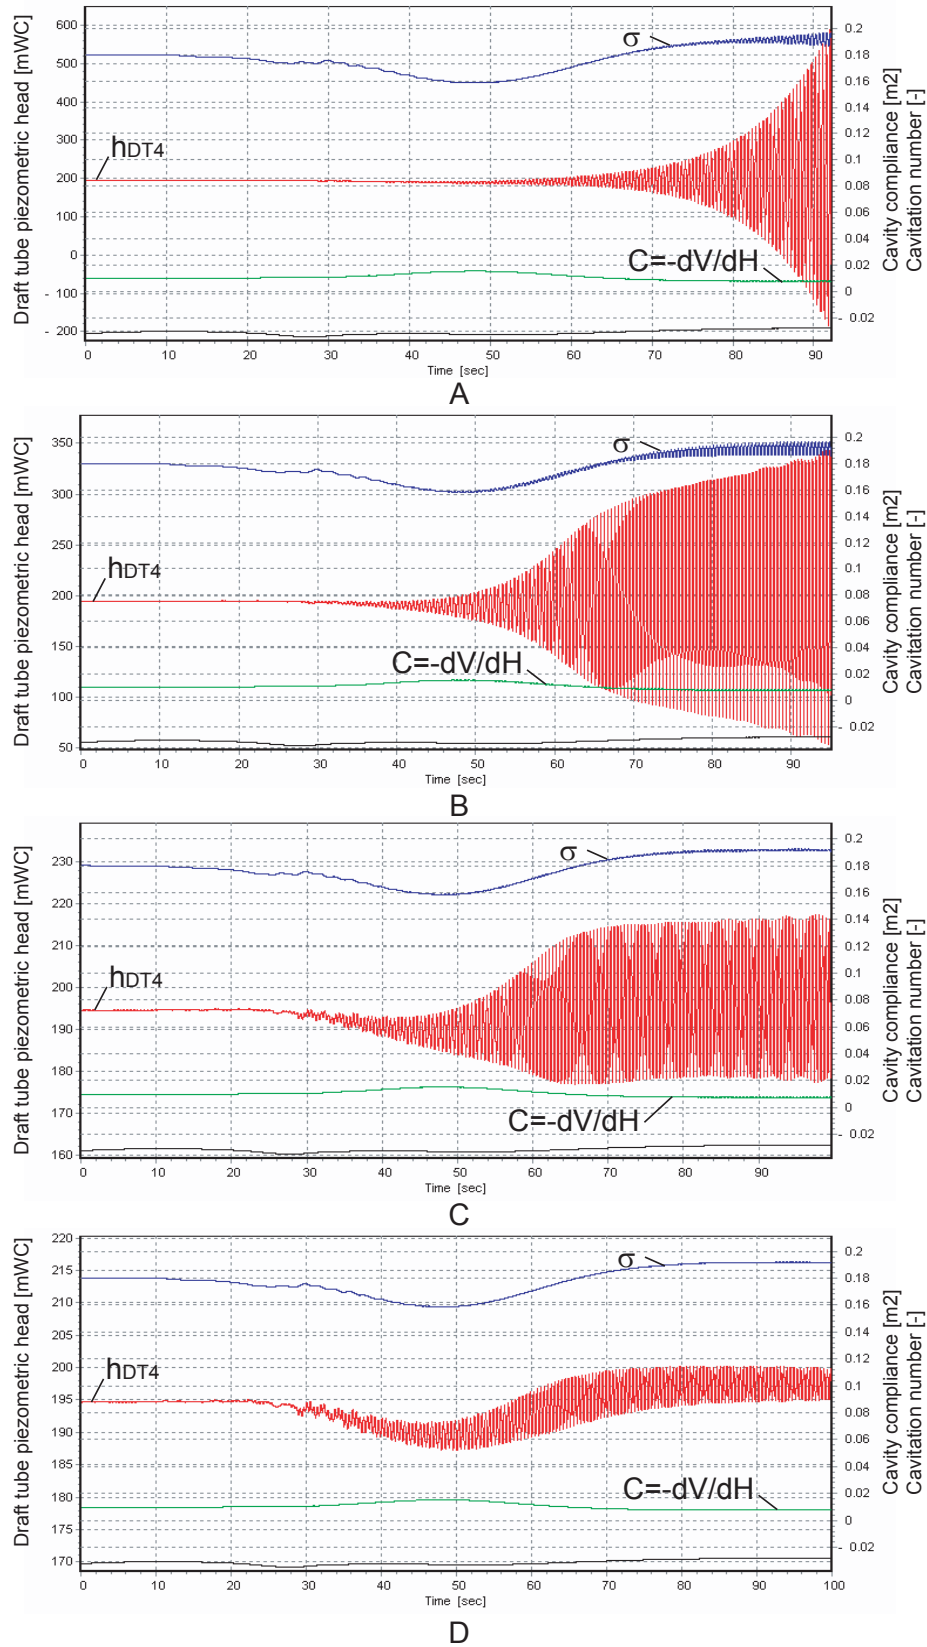 600
500
400
300
200
100
0
- 100
- 200
Draft tube piezometric head [mWC]
hDT4
σ
C=-dV/dH
0.2
0.18
0.16
0.14
0.12
0.1
0.08
0.06
0.04
0.02
0
- 0.02
Cavity compliance [m2]
Cavitation number [-]
0 10 20 30 40 50 60 70 80 90
Time [sec]
A
350
300
250
200
150
100
50
Draft tube piezometric head [mWC]
hDT4
σ
C=-dV/dH
0.2
0.18
0.16
0.14
0.12
0.1
0.08
0.06
0.04
0.02
0
- 0.02
Cavity compliance [m2]
Cavitation number [-]
0 10 20 30 40 50 60 70 80 90
Time [sec]
B
230
220
210
200
190
180
170
160
Draft tube piezometric head [mWC]
hDT4
σ
C=-dV/dH
0.2
0.18
0.16
0.14
0.12
0.1
0.08
0.06
0.04
0.02
0
- 0.02
Cavity compliance [m2]
Cavitation number [-]
0 10 20 30 40 50 60 70 80 90
Time [sec]
C
220
215
210
205
200
195
190
185
180
175
170
Draft tube piezometric head [mWC]
hDT4
σ
C=-dV/dH
0.2
0.18
0.16
0.14
0.12
0.1
0.08
0.06
0.04
0.02
0
- 0.02
Cavity compliance [m2]
Cavitation number [-]
0 10 20 30 40 50 60 70 80 90 100
Time [sec]
D